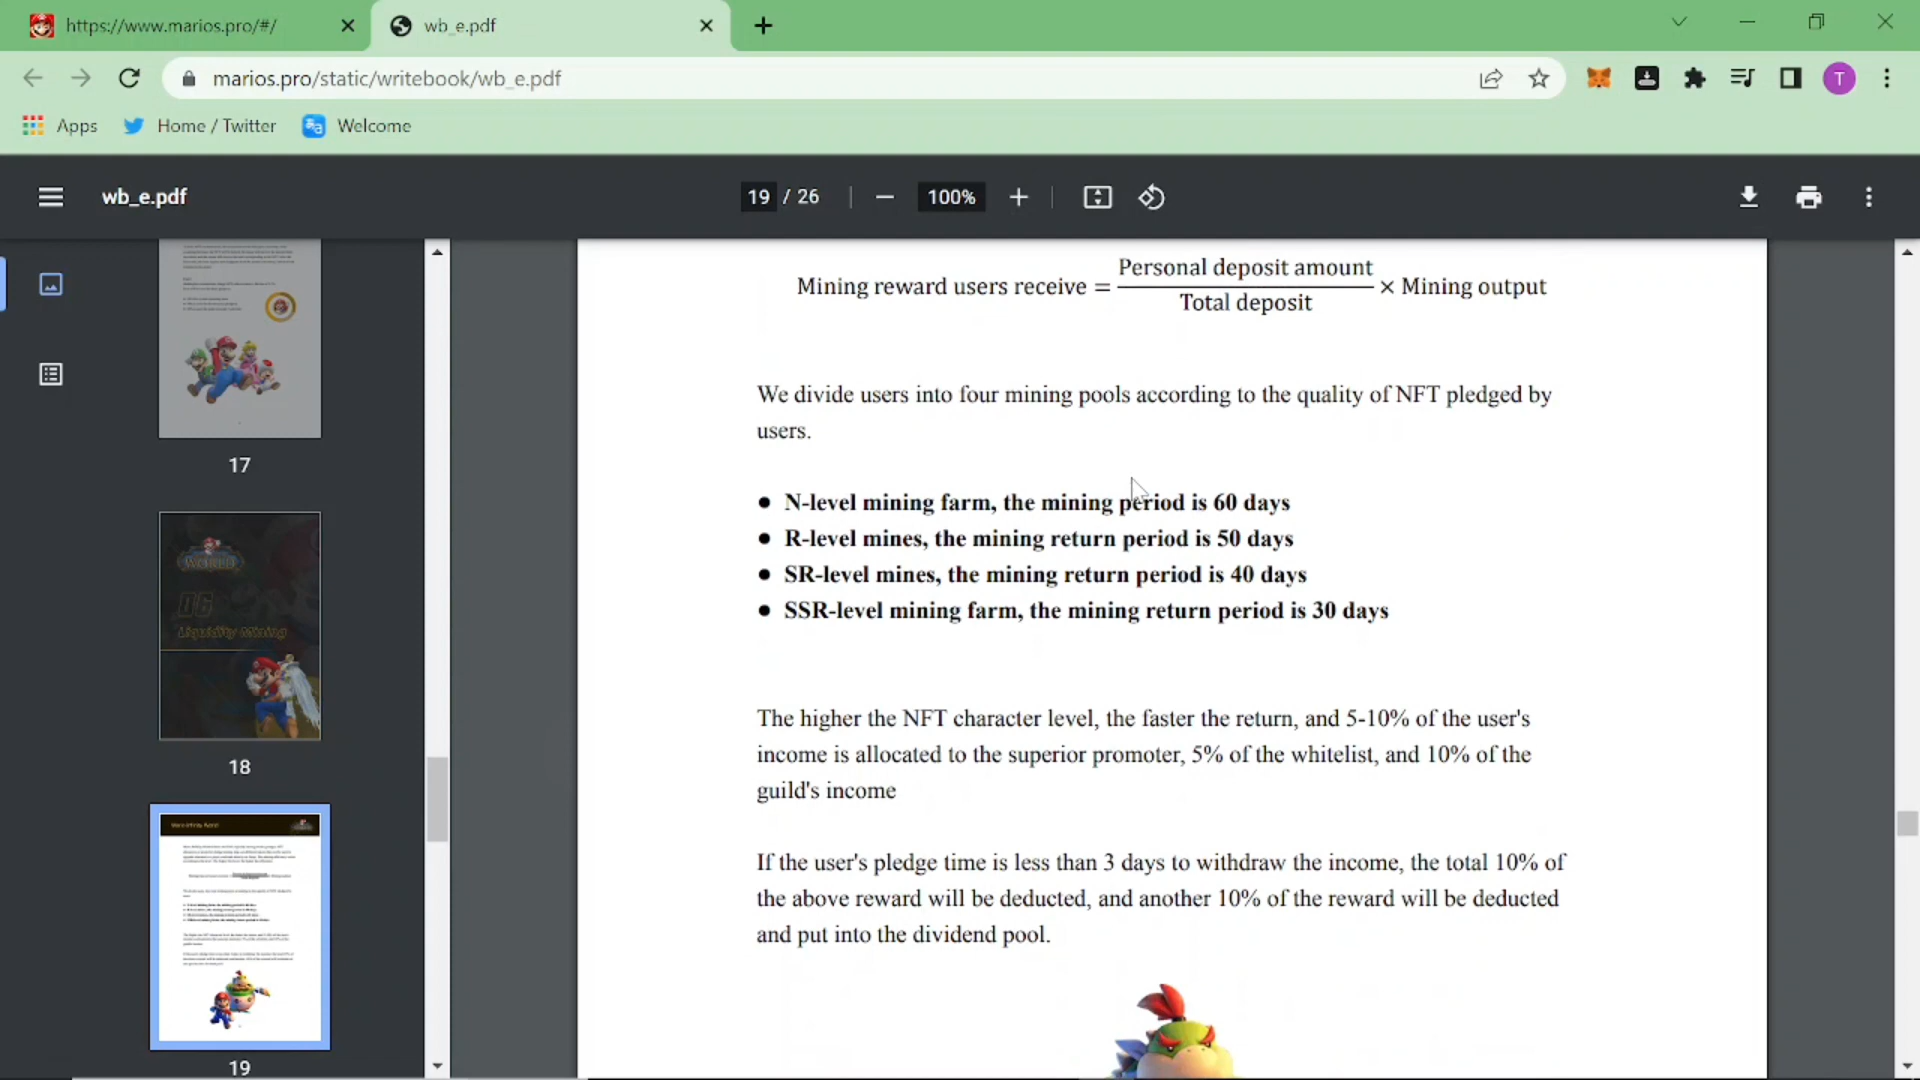 https://www.marios.pro/#/
wb_e.pdf
marios.pro/static/writebook/wb_e.pdf
T
Apps
Home / Twitter
Welcome
wb_e.pdf
19 / 26
100%
17
WORLD
06
Liquidity Mining
18
19
Mining reward users receive = Personal deposit amount / Total deposit × Mining output
We divide users into four mining pools according to the quality of NFT pledged by
users.
● N-level mining farm, the mining period is 60 days
● R-level mines, the mining return period is 50 days
● SR-level mines, the mining return period is 40 days
● SSR-level mining farm, the mining return period is 30 days
The higher the NFT character level, the faster the return, and 5-10% of the user's
income is allocated to the superior promoter, 5% of the whitelist, and 10% of the
guild's income
If the user's pledge time is less than 3 days to withdraw the income, the total 10% of
the above reward will be deducted, and another 10% of the reward will be deducted
and put into the dividend pool.